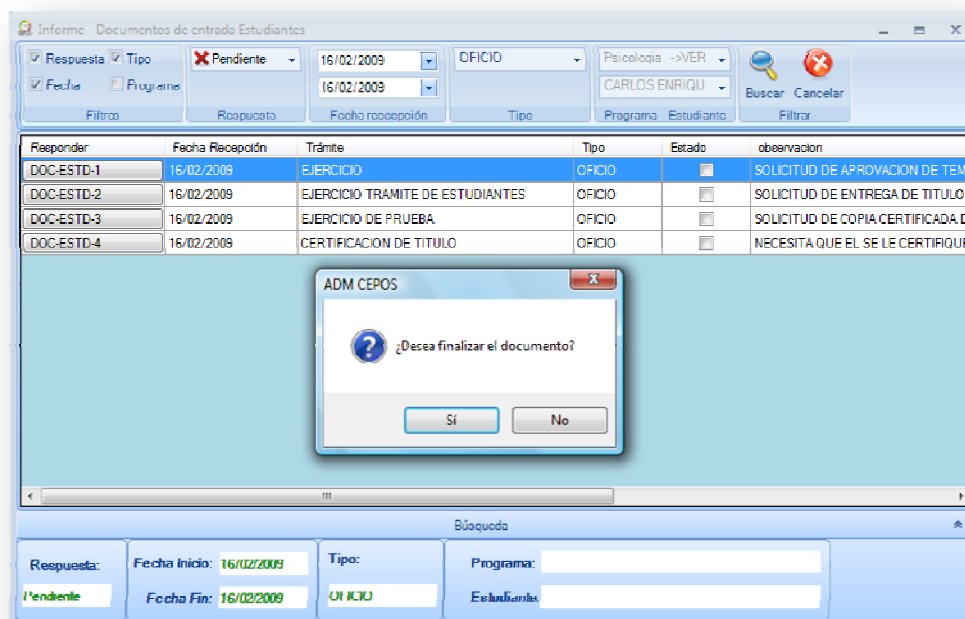 Informe Documentos de entrada Estudiantes
Respuesta Tipo
Fecha Programa
Filtros
Pendiente
Respuesta
16/02/2009
16/02/2009
Fecha recepción
OFICIO
Tipo
Psicologia ->VER
CARLOS ENRIQU
Programa Estudiante
Buscar Cancelar
Filtrar
Responder Fecha Recepción Trámite Tipo Estado observacion
DOC-ESTD-1 16/02/2009 EJERCICIO OFICIO SOLICITUD DE APROVACION DE TEM
DOC-ESTD-2 16/02/2009 EJERCICIO TRAMITE DE ESTUDIANTES OFICIO SOLICITUD DE ENTREGA DE TITULO
DOC-ESTD-3 16/02/2009 EJERCICIO DE PRUEBA OFICIO SOLICITUD DE COPIA CERTIFICADA D
DOC-ESTD-4 16/02/2009 CERTIFICACION DE TITULO OFICIO NECESITA QUE EL SE LE CERTIFIQUE
ADM CEPOS
¿Desea finalizar el documento?
Sí No
Búsqueda
Respuesta:
Pendiente
Fecha Inicio: 16/02/2009
Fecha Fin: 16/02/2009
Tipo:
OFICIO
Programa:
Estudiante.